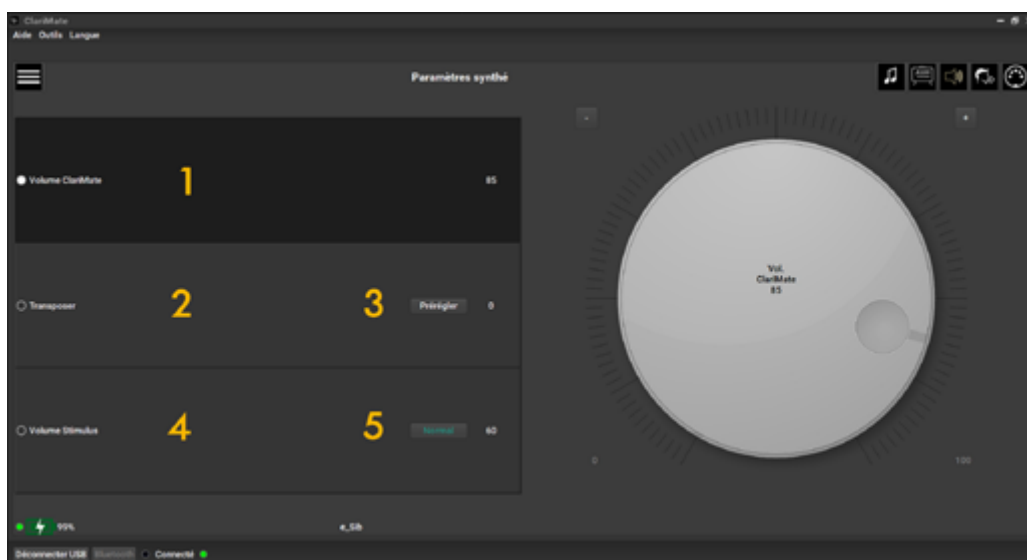 ClariMate
Aide Outils Langue
Paramètres synthé
- +
Volume ClariMate 1 85
Transposer 2 3 Prérégler 0
Volume Stimulus 4 5 Normal 60
Vol.
ClariMate
85
0 100
99% e_Sib
Déconnecter USB Bluetooth Connecté